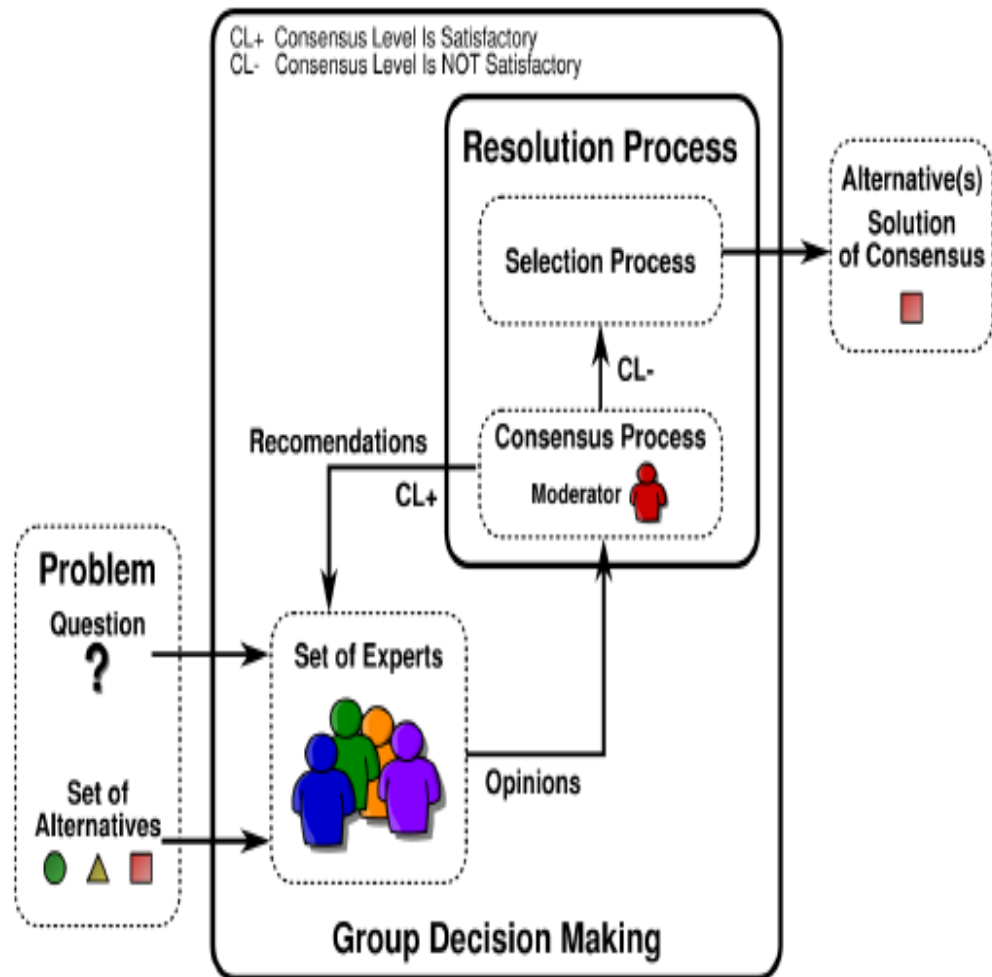 CL+ Consensus Level Is Satisfactory
CL- Consensus Level Is NOT Satisfactory
Resolution Process
Selection Process
Alternative(s)
Solution
of Consensus
CL-
Consensus Process
Moderator
Recomendations
CL+
Problem
Question
?
Set of
Alternatives
Set of Experts
Opinions
Group Decision Making